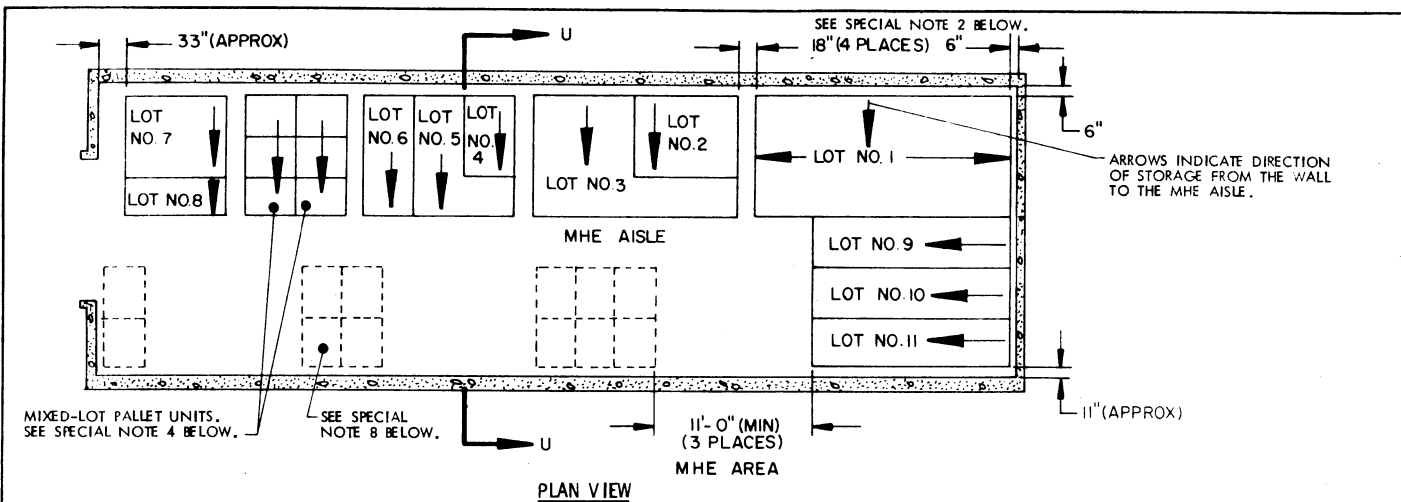 SEE SPECIAL NOTE 2 BELOW.
33"(APPROX)
U
18"(4 PLACES) 6"
6"
LOT
NO. 7
LOT NO.8
LOT
NO.6
LOT
NO.5
LOT
NO.
4
LOT
NO.2
LOT NO.3
LOT NO. 1
ARROWS INDICATE DIRECTION
OF STORAGE FROM THE WALL
TO THE MHE AISLE.
MHE AISLE
LOT NO. 9
LOT NO. 10
LOT NO. 11
MIXED-LOT PALLET UNITS.
SEE SPECIAL NOTE 4 BELOW.
SEE SPECIAL
NOTE 8 BELOW.
U
11'-0"(MIN)
(3 PLACES)
MHE AREA
11"(APPROX)
PLAN VIEW